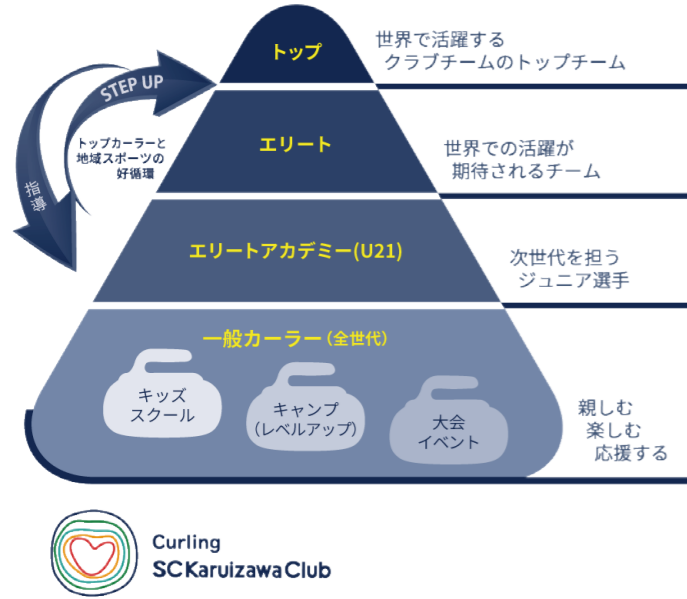 トップ
世界で活躍する
クラブチームのトップチーム
STEP UP
トップカーラーと
地域スポーツの
好循環
指導
エリート
世界での活躍が
期待されるチーム
エリートアカデミー(U21)
次世代を担う
ジュニア選手
一般カーラー(全世代)
キッズ
スクール
キャンプ
(レベルアップ)
大会
イベント
親しむ
楽しむ
応援する
Curling
SCKaruizawaClub